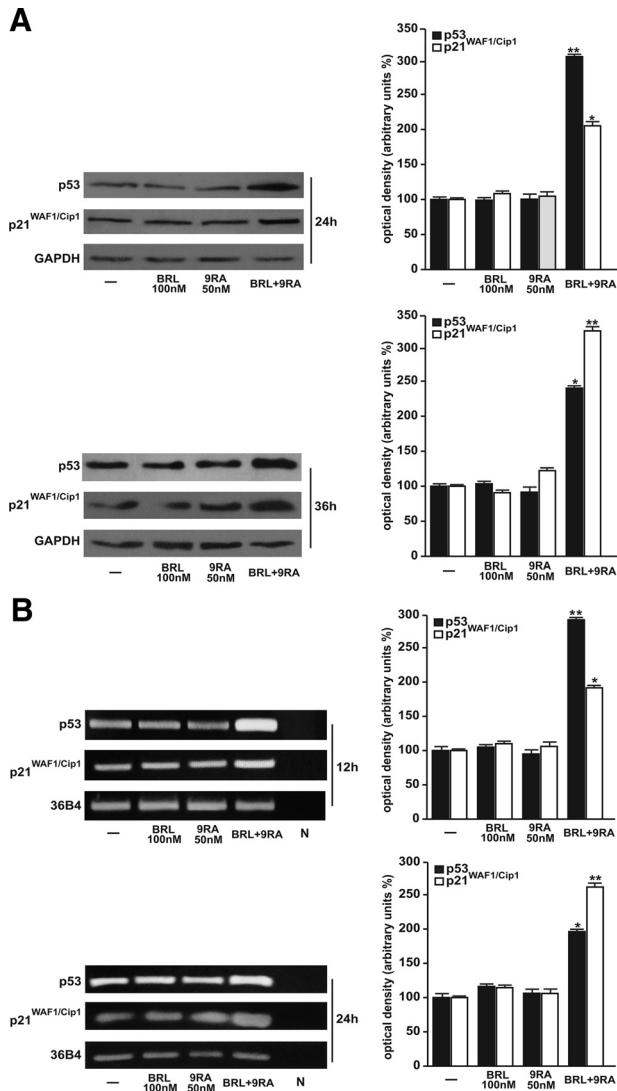 A
p53
p21WAF1/Cip1
GAPDH
24h
—
BRL
100nM
9RA
50nM
BRL+9RA
optical density (arbitrary units %)
350
300
250
200
150
100
50
0
p53
p21WAF1/Cip1
**
*
—
BRL
100nM
9RA
50nM
BRL+9RA
p53
p21WAF1/Cip1
GAPDH
36h
—
BRL
100nM
9RA
50nM
BRL+9RA
optical density (arbitrary units %)
350
300
250
200
150
100
50
0
p53
p21WAF1/Cip1
*
**
—
BRL
100nM
9RA
50nM
BRL+9RA
B
p53
p21WAF1/Cip1
36B4
12h
—
BRL
100nM
9RA
50nM
BRL+9RA
N
optical density (arbitrary units %)
300
250
200
150
100
50
0
p53
p21WAF1/Cip1
**
*
—
BRL
100nM
9RA
50nM
BRL+9RA
p53
p21WAF1/Cip1
36B4
24h
—
BRL
100nM
9RA
50nM
BRL+9RA
N
optical density (arbitrary units %)
300
250
200
150
100
50
0
p53
p21WAF1/Cip1
*
**
—
BRL
100nM
9RA
50nM
BRL+9RA